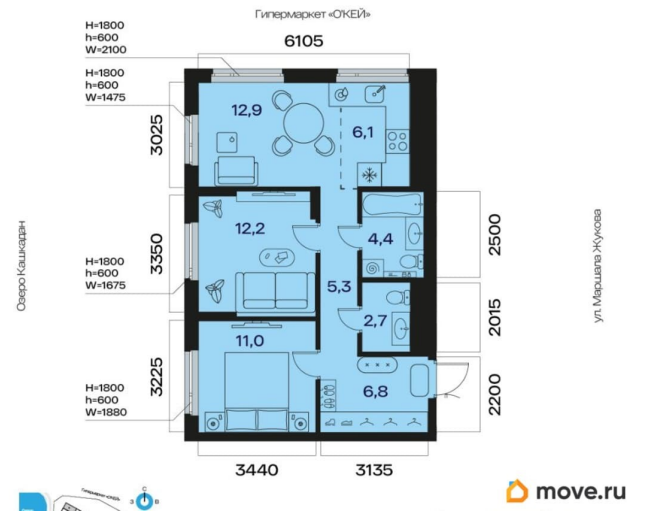 Гипермаркет «О'КЕЙ»
H=1800
h=600
W=2100
6105
H=1800
h=600
W=1475
12,9
6,1
3025
12,2
4,4
2500
3350
Озеро Кашкадан
ул. Маршала Жукова
H=1800
h=600
W=1675
5,3
2,7
2015
11,0
3225
6,8
2200
H=1800
h=600
W=1880
3440
3135
Гипермаркет «О'КЕЙ»
С
З
В
move.ru